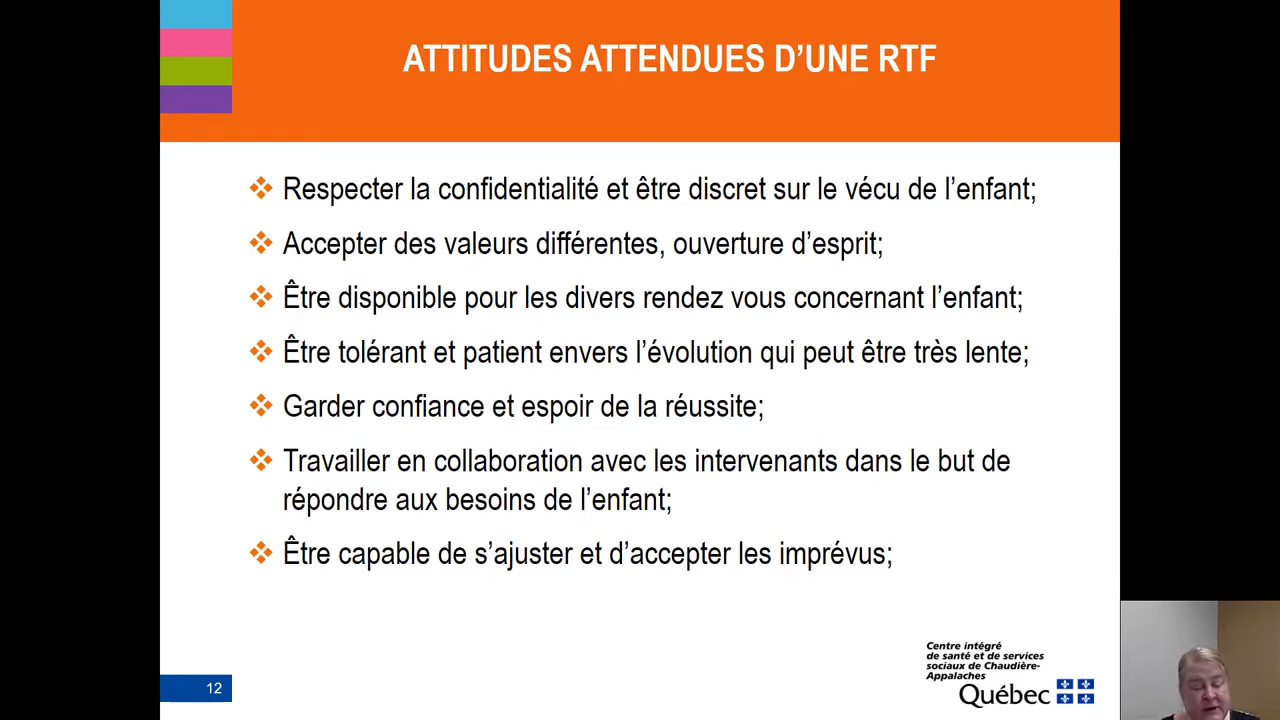 ATTITUDES ATTENDUES D’UNE RTF
Respecter la confidentialité et être discret sur le vécu de l’enfant;
Accepter des valeurs différentes, ouverture d’esprit;
Être disponible pour les divers rendez vous concernant l’enfant;
Être tolérant et patient envers l’évolution qui peut être très lente;
Garder confiance et espoir de la réussite;
Travailler en collaboration avec les intervenants dans le but de
répondre aux besoins de l’enfant;
Être capable de s’ajuster et d’accepter les imprévus;
Centre intégré
de santé et de services
sociaux de Chaudière-
Appalaches
Québec
12